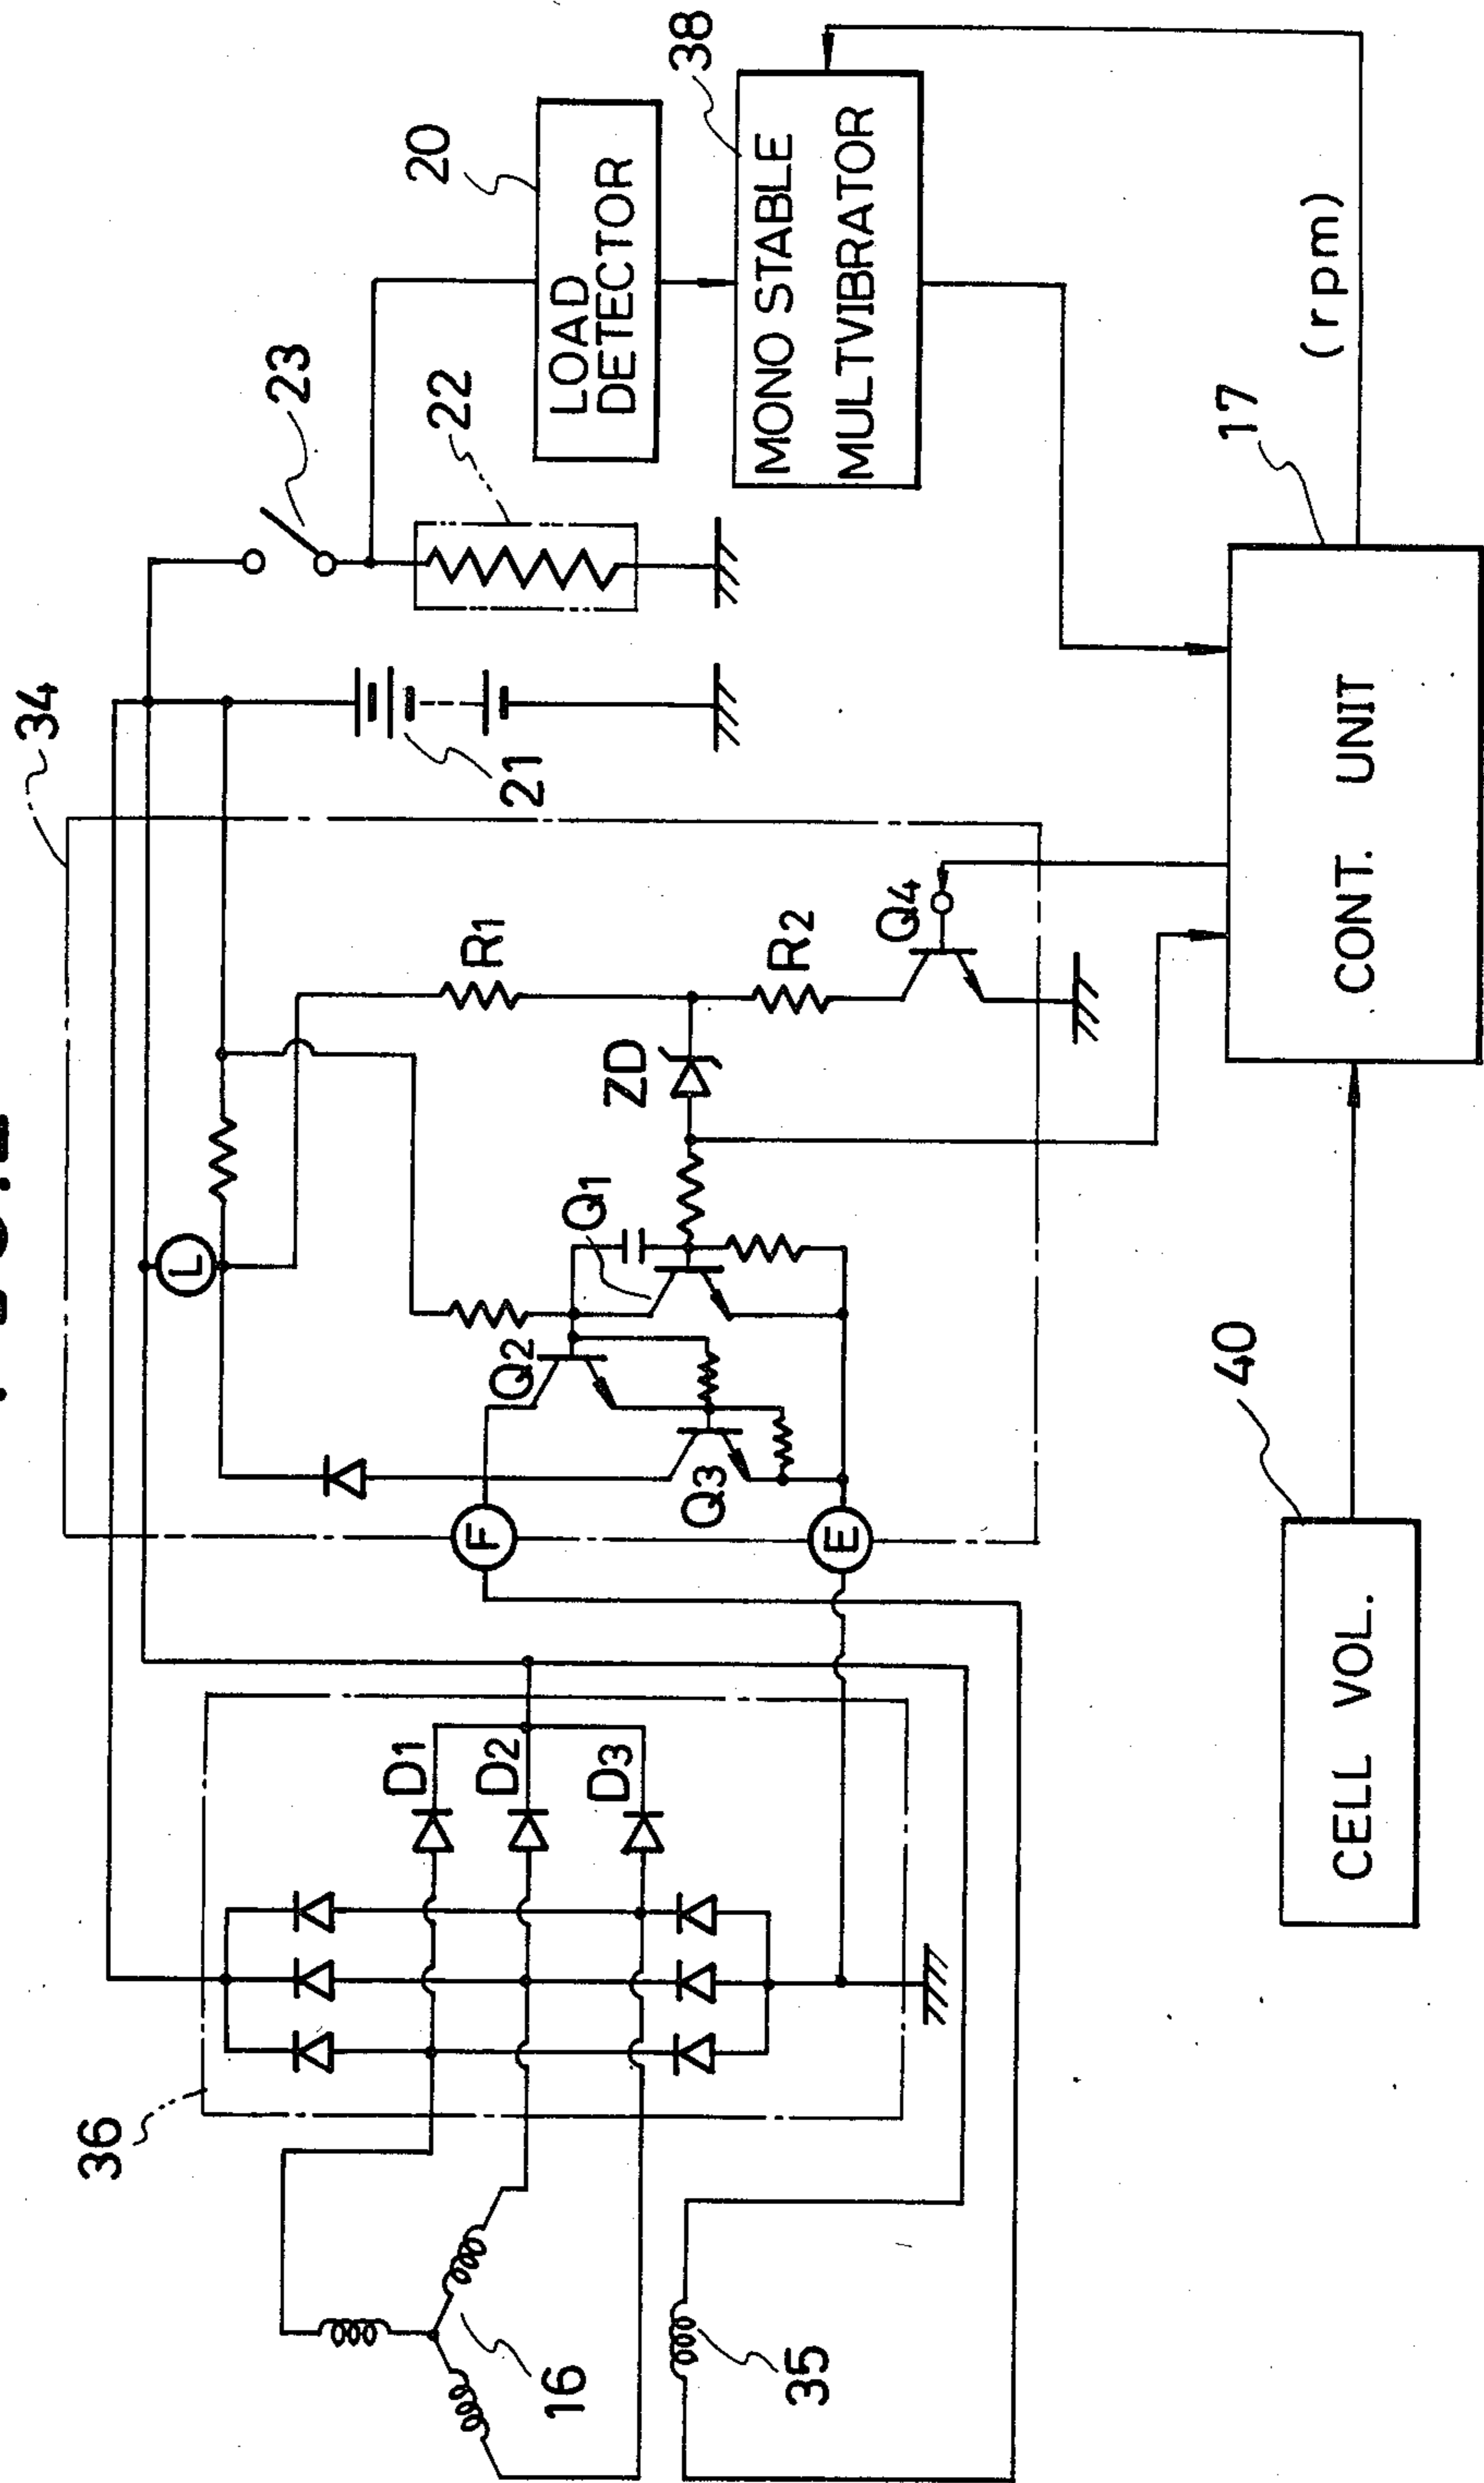 36
16
35
D1
D2
D3
34
L
F
E
Q1
Q2
Q3
Q4
R1
R2
ZD
21
23
22
20
LOAD
DETECTOR
38
MONO STABLE
MULTVIBRATOR
(rpm)
17
CONT. UNIT
40
CELL VOL.